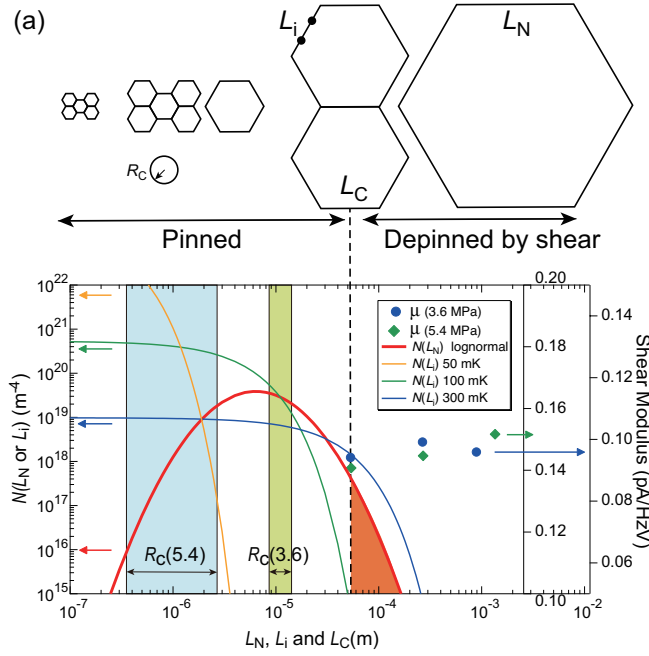 (a)
L_i
L_N
R_C
L_C
Pinned
Depinned by shear
10^22
10^21
10^20
10^19
10^18
10^17
10^16
10^15
N(L_N or L_i) (m^-4)
μ (3.6 MPa)
μ (5.4 MPa)
N(L_N) lognormal
N(L_i) 50 mK
N(L_i) 100 mK
N(L_i) 300 mK
R_C(5.4)
R_C(3.6)
0.20
0.18
0.16
0.14
0.12
0.10
0.14
0.12
0.10
0.08
0.06
Shear Modulus (pA/HzV)
10^-7
10^-6
10^-5
10^-4
10^-3
10^-2
L_N, L_i and L_C(m)